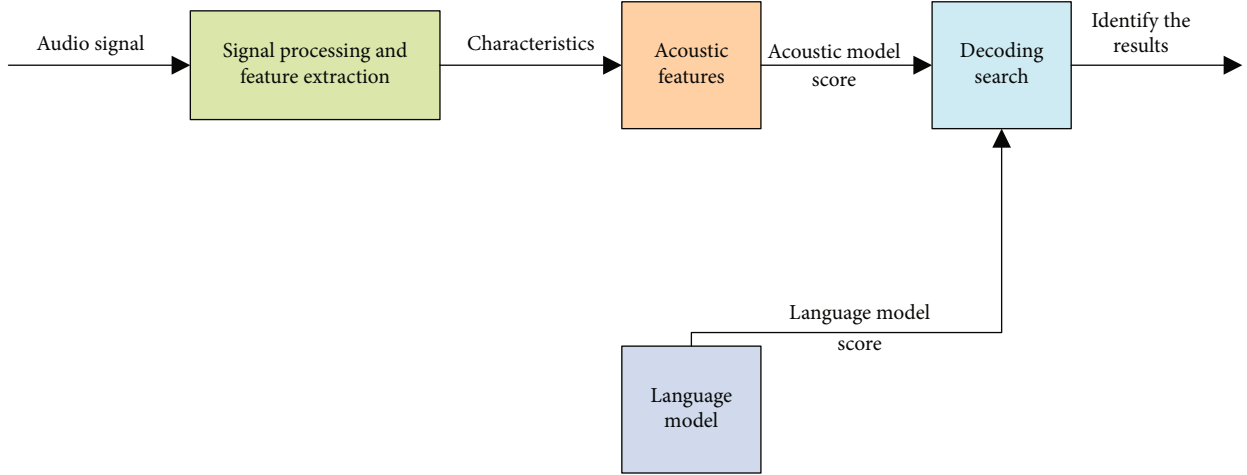 Audio signal
Signal processing and
feature extraction
Characteristics
Acoustic
features
Acoustic model
score
Decoding
search
Identify the
results
Language model
score
Language
model